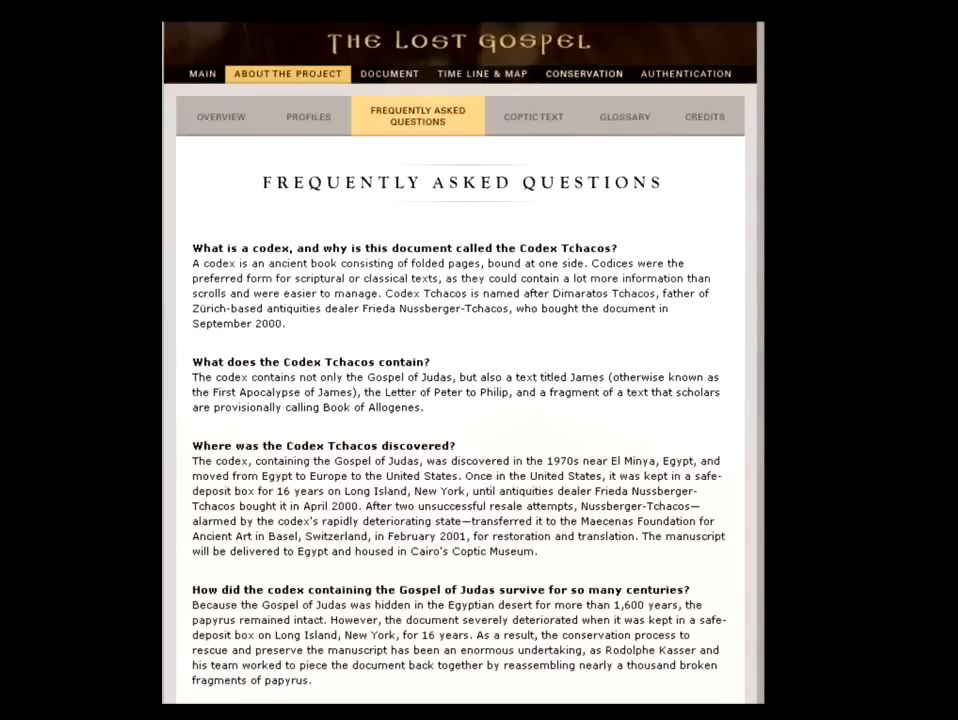 THE LOST GOSPEL
MAIN ABOUT THE PROJECT DOCUMENT TIME LINE & MAP CONSERVATION AUTHENTICATION
OVERVIEW PROFILES FREQUENTLY ASKED QUESTIONS COPTIC TEXT GLOSSARY CREDITS
FREQUENTLY ASKED QUESTIONS
What is a codex, and why is this document called the Codex Tchacos?
A codex is an ancient book consisting of folded pages, bound at one side. Codices were the
preferred form for scriptural or classical texts, as they could contain a lot more information than
scrolls and were easier to manage. Codex Tchacos is named after Dimaratos Tchacos, father of
Zürich-based antiquities dealer Frieda Nussberger-Tchacos, who bought the document in
September 2000.
What does the Codex Tchacos contain?
The codex contains not only the Gospel of Judas, but also a text titled James (otherwise known as
the First Apocalypse of James), the Letter of Peter to Philip, and a fragment of a text that scholars
are provisionally calling Book of Allogenes.
Where was the Codex Tchacos discovered?
The codex, containing the Gospel of Judas, was discovered in the 1970s near El Minya, Egypt, and
moved from Egypt to Europe to the United States. Once in the United States, it was kept in a safe-
deposit box for 16 years on Long Island, New York, until antiquities dealer Frieda Nussberger-
Tchacos bought it in April 2000. After two unsuccessful resale attempts, Nussberger-Tchacos—
alarmed by the codex's rapidly deteriorating state—transferred it to the Maecenas Foundation for
Ancient Art in Basel, Switzerland, in February 2001, for restoration and translation. The manuscript
will be delivered to Egypt and housed in Cairo's Coptic Museum.
How did the codex containing the Gospel of Judas survive for so many centuries?
Because the Gospel of Judas was hidden in the Egyptian desert for more than 1,600 years, the
papyrus remained intact. However, the document severely deteriorated when it was kept in a safe-
deposit box on Long Island, New York, for 16 years. As a result, the conservation process to
rescue and preserve the manuscript has been an enormous undertaking, as Rodolphe Kasser and
his team worked to piece the document back together by reassembling nearly a thousand broken
fragments of papyrus.